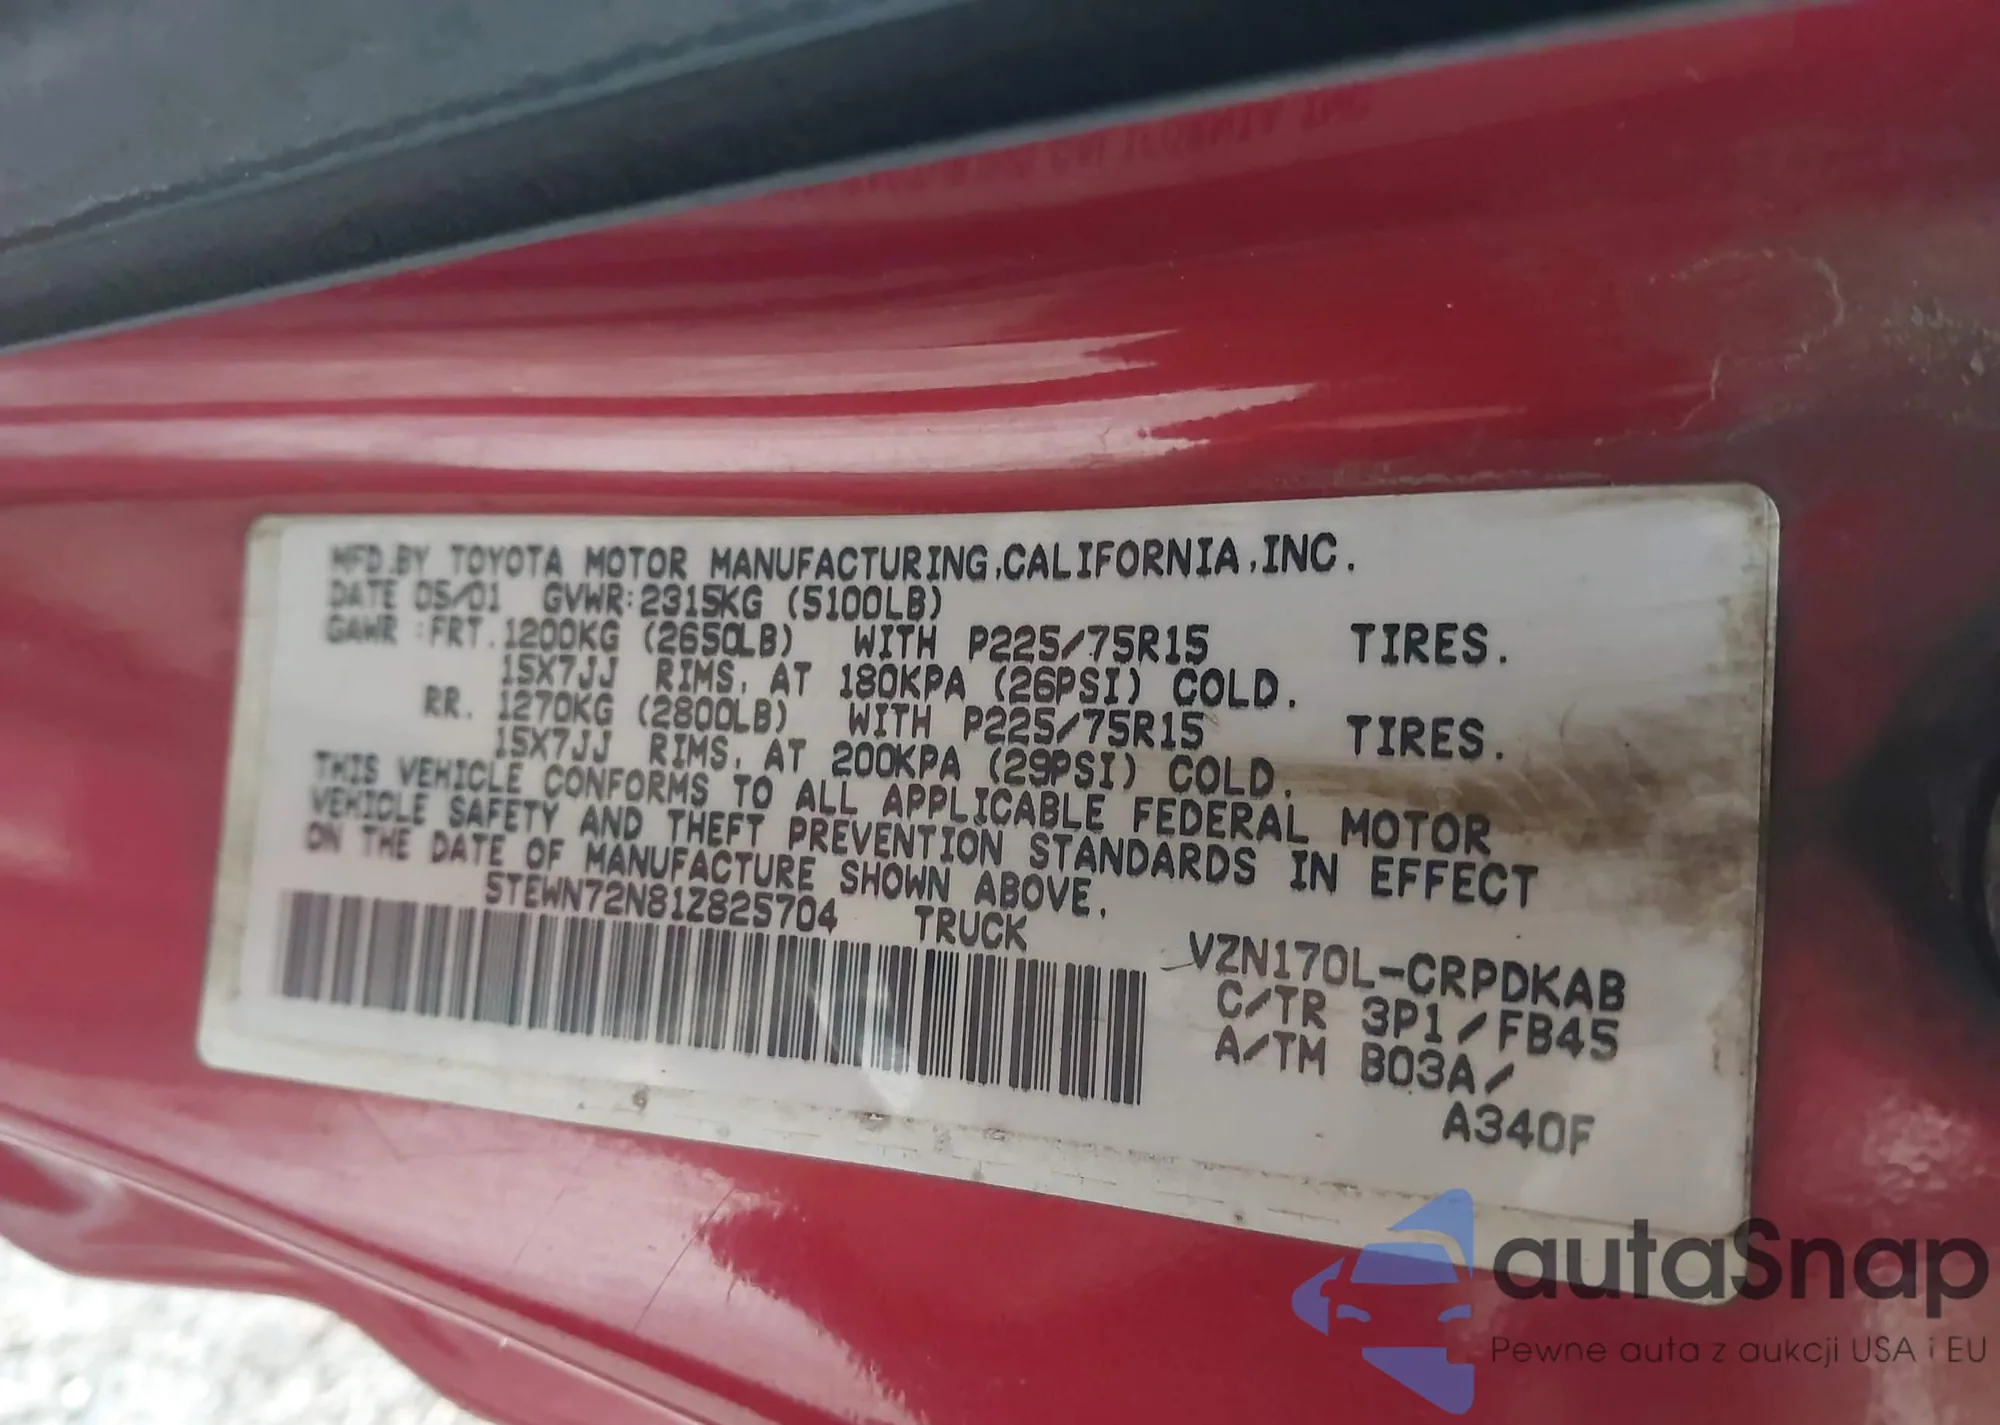 MFD.BY TOYOTA MOTOR MANUFACTURING,CALIFORNIA,INC.
DATE 05/01 GVWR:2315KG (5100LB)
GAWR:FRT.1200KG (2650LB) WITH P225/75R15 TIRES.
15X7JJ RIMS, AT 180KPA (26PSI) COLD.
RR. 1270KG (2800LB) WITH P225/75R15 TIRES.
15X7JJ RIMS, AT 200KPA (29PSI) COLD.
THIS VEHICLE CONFORMS TO ALL APPLICABLE FEDERAL MOTOR
VEHICLE SAFETY AND THEFT PREVENTION STANDARDS IN EFFECT
ON THE DATE OF MANUFACTURE SHOWN ABOVE.
5TEWN72N81Z825704 TRUCK
VZN170L-CRPDKAB
C/TR 3P1/FB45
A/TM B03A/
A340F
autaSnap
Pewne auta z aukcji USA i EU